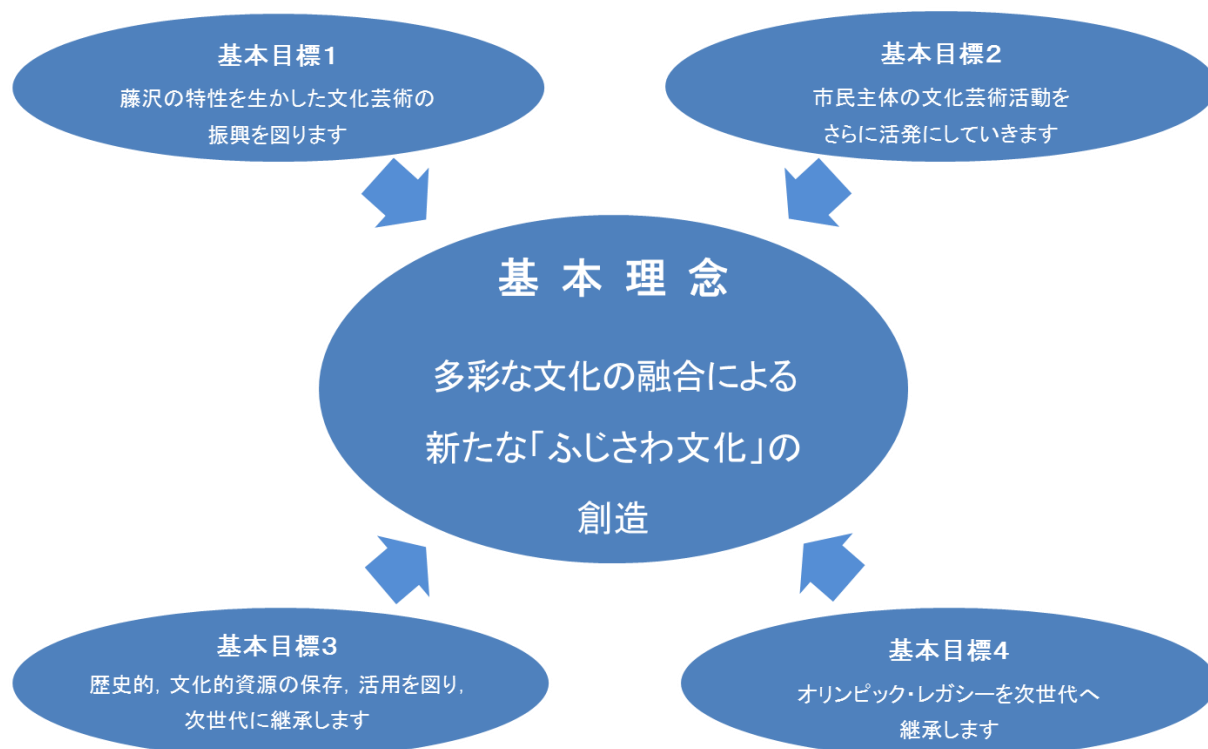 基本目標1
藤沢の特性を生かした文化芸術の
振興を図ります
基本目標2
市民主体の文化芸術活動を
さらに活発にしていきます
基 本 理 念
多彩な文化の融合による
新たな「ふじさわ文化」の
創造
基本目標3
歴史的，文化的資源の保存，活用を図り，
次世代に継承します
基本目標4
オリンピック・レガシーを次世代へ
継承します